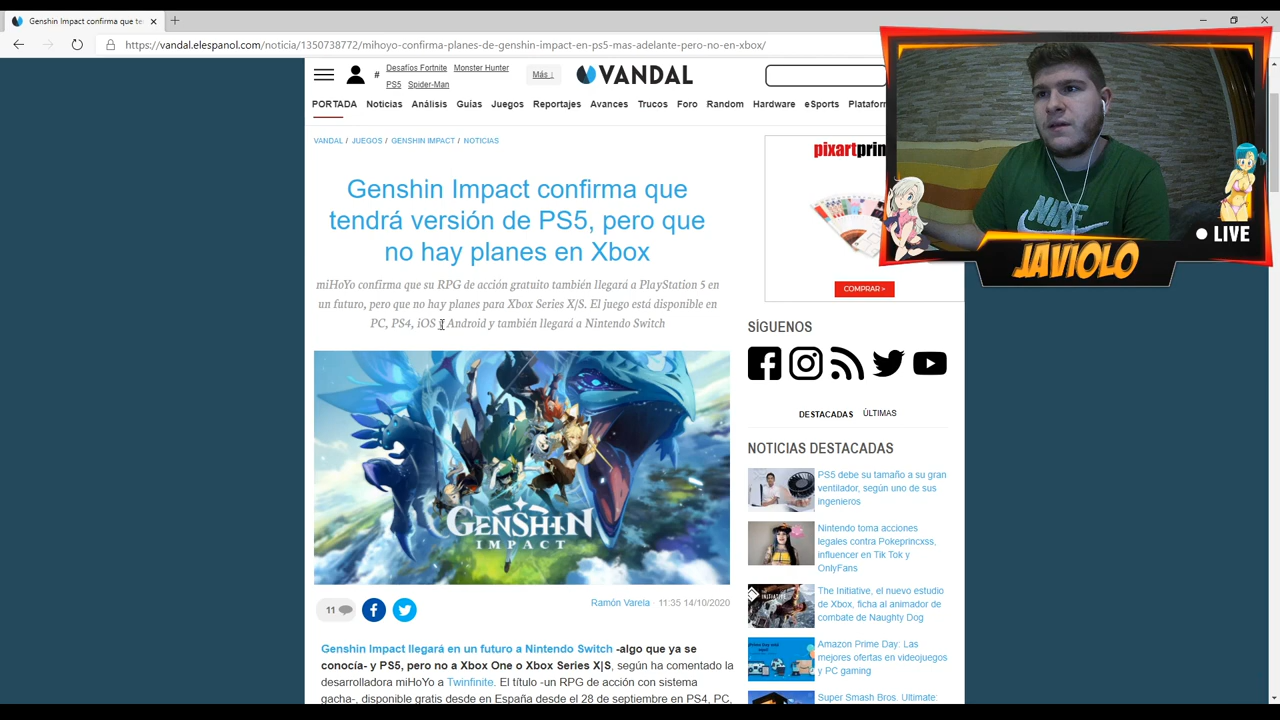 Genshin Impact confirma que te
https://vandal.elespanol.com/noticia/1350738772/mihoyo-confirma-planes-de-genshin-impact-en-ps5-mas-adelante-pero-no-en-xbox/
# Desafíos Fortnite Monster Hunter
PS5 Spider-Man
Más ↓
VANDAL
PORTADA Noticias Análisis Guías Juegos Reportajes Avances Trucos Foro Random Hardware eSports Platafor
VANDAL / JUEGOS / GENSHIN IMPACT / NOTICIAS
Genshin Impact confirma que
tendrá versión de PS5, pero que
no hay planes en Xbox
miHoYo confirma que su RPG de acción gratuito también llegará a PlayStation 5 en
un futuro, pero que no hay planes para Xbox Series X/S. El juego está disponible en
PC, PS4, iOS y Android y también llegará a Nintendo Switch
GENSHIN
IMPACT
11
Ramón Varela 11:35 14/10/2020
Genshin Impact llegará en un futuro a Nintendo Switch -algo que ya se
conocía- y PS5, pero no a Xbox One o Xbox Series X|S, según ha comentado la
desarrolladora miHoYo a Twinfinite. El título -un RPG de acción con sistema
gacha-, disponible gratis desde en España desde el 28 de septiembre en PS4, PC,
pixartprin
COMPRAR >
NIKE
LIVE
JAVIOLO
SÍGUENOS
DESTACADAS ÚLTIMAS
NOTICIAS DESTACADAS
PS5 debe su tamaño a su gran
ventilador, según uno de sus
ingenieros
Nintendo toma acciones
legales contra Pokeprincxss,
influencer en Tik Tok y
OnlyFans
The Initiative, el nuevo estudio
de Xbox, ficha al animador de
combate de Naughty Dog
Amazon Prime Day: Las
mejores ofertas en videojuegos
y PC gaming
Super Smash Bros. Ultimate: